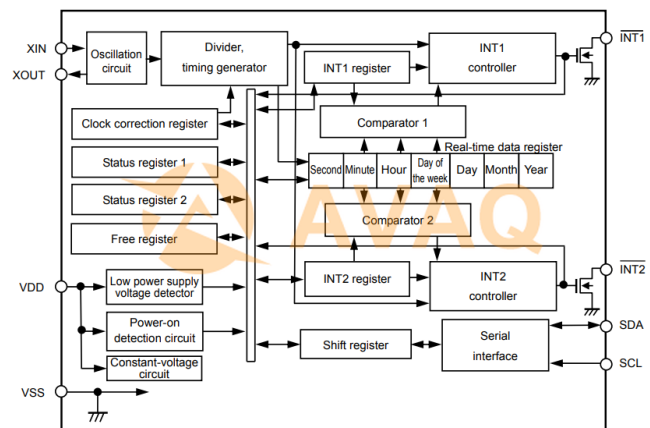 XIN
XOUT
Oscillation
circuit
Divider,
timing generator
INT1 register
INT1
controller
INT1
Clock correction register
Comparator 1
Real-time data register
Status register 1
Second
Minute
Hour
Day of
the week
Day
Month
Year
Status register 2
AVAQ
Comparator 2
Free register
INT2
VDD
Low power supply
voltage detector
INT2 register
INT2
controller
Power-on
detection circuit
Shift register
Serial
interface
SDA
Constant-voltage
circuit
SCL
VSS